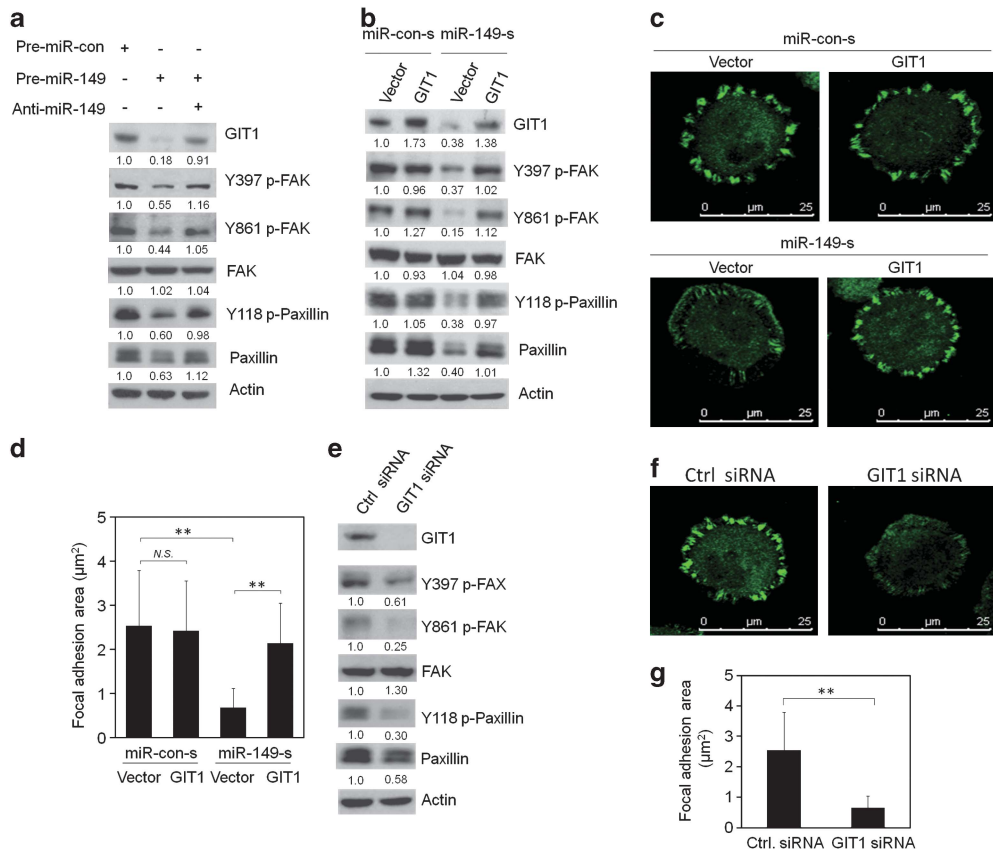 a
Pre-miR-con + - -
Pre-miR-149 - + +
Anti-miR-149 - - +
GIT1
1.0 0.18 0.91
Y397 p-FAK
1.0 0.55 1.16
Y861 p-FAK
1.0 0.44 1.05
FAK
1.0 1.02 1.04
Y118 p-Paxillin
1.0 0.60 0.98
Paxillin
1.0 0.63 1.12
Actin
b
miR-con-s miR-149-s
Vector GIT1 Vector GIT1
GIT1
1.0 1.73 0.38 1.38
Y397 p-FAK
1.0 0.96 0.37 1.02
Y861 p-FAK
1.0 1.27 0.15 1.12
FAK
1.0 0.93 1.04 0.98
Y118 p-Paxillin
1.0 1.05 0.38 0.97
Paxillin
1.0 1.32 0.40 1.01
Actin
c
miR-con-s
Vector GIT1
0 µm 25 0 µm 25
miR-149-s
Vector GIT1
0 µm 25 0 µm 25
d
Focal adhesion area (µm²)
5
4
3
2
1
0
**
N.S.
**
miR-con-s miR-149-s
Vector GIT1 Vector GIT1
e
Ctrl siRNA GIT1 siRNA
GIT1
Y397 p-FAX
1.0 0.61
Y861 p-FAK
1.0 0.25
FAK
1.0 1.30
Y118 p-Paxillin
1.0 0.30
Paxillin
1.0 0.58
Actin
f
Ctrl siRNA GIT1 siRNA
0 µm 25 0 µm 25
g
Focal adhesion area
(µm²)
5
4
3
2
1
0
**
Ctrl. siRNA GIT1 siRNA